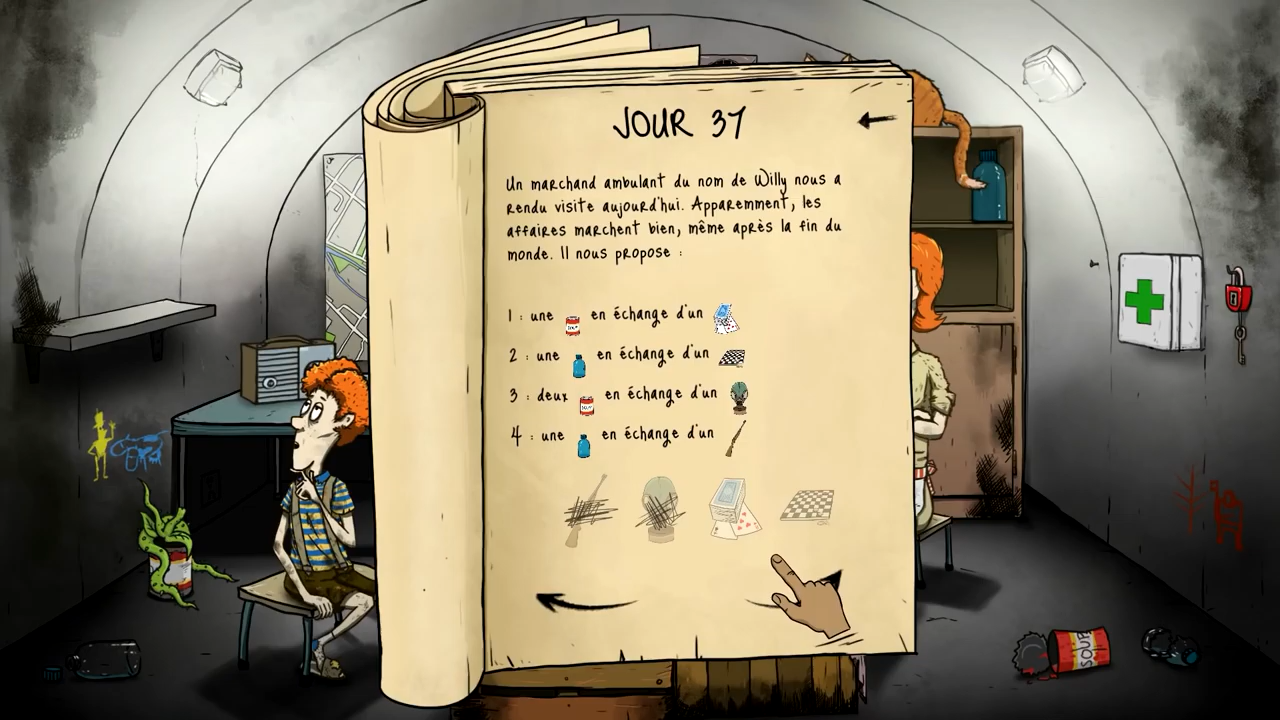 JOUR 37
Un marchand ambulant du nom de Willy nous a
rendu visite aujourd'hui. Apparemment, les
affaires marchent bien, même après la fin du
monde. Il nous propose :
1 : une en échange d'un
2 : une en échange d'un
3 : deux en échange d'un
4 : une en échange d'un
SOUP